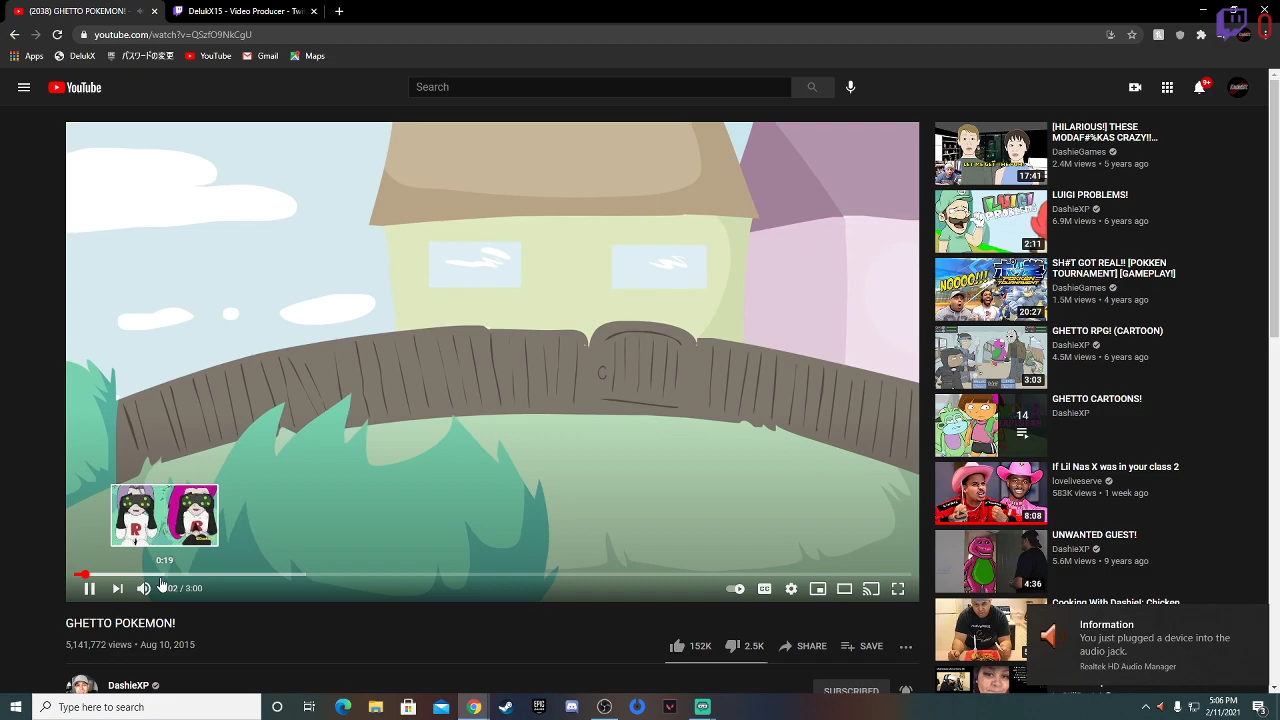 (2038) GHETTO POKEMON! -
DelukX15 - Video Producer - Twi
youtube.com/watch?v=QSzfO9NkCgU
Apps
DelukX
パスワードの変更
YouTube
Gmail
Maps
YouTube
Search
9+
[HILARIOUS!] THESE
MODAF#%KAS CRAZY!!...
DashieGames
2.4M views • 5 years ago
17:41
LUIGI PROBLEMS!
DashieXP
6.9M views • 6 years ago
2:11
SH#T GOT REAL!! [POKKEN
TOURNAMENT] [GAMEPLAY!]
DashieGames
1.5M views • 4 years ago
NOOOO!!!
20:27
GHETTO RPG! (CARTOON)
DashieXP
4.5M views • 6 years ago
3:03
GHETTO CARTOONS!
DashieXP
14
If Lil Nas X was in your class 2
loveliveserve
583K views • 1 week ago
8:08
UNWANTED GUEST!
DashieXP
5.6M views • 9 years ago
4:36
Cooking With Dashie!: Chicken
R
R
0:19
02 / 3:00
CC
GHETTO POKEMON!
5,141,772 views • Aug 10, 2015
152K
2.5K
SHARE
SAVE
DashieXP
SUBSCRIBED
Information
You just plugged a device into the
audio jack.
Realtek HD Audio Manager
Type here to search
EPIC
5:06 PM
2/11/2021